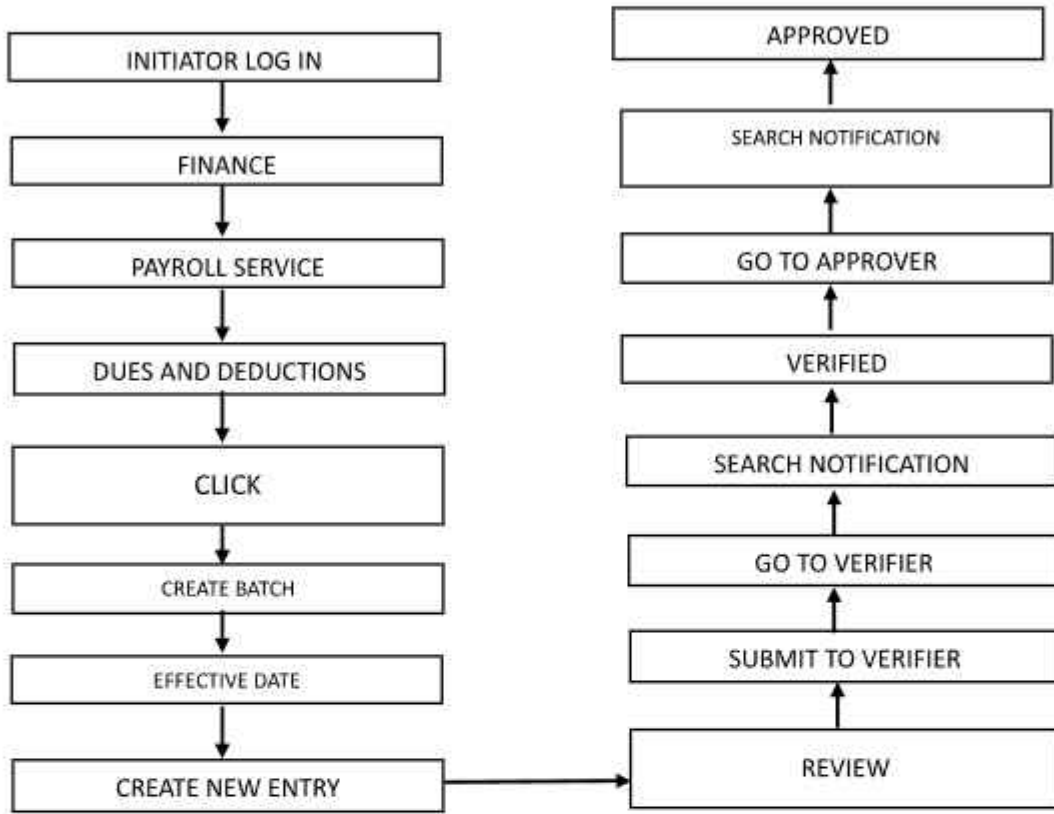 INITIATOR LOG IN
FINANCE
PAYROLL SERVICE
DUES AND DEDUCTIONS
CLICK
CREATE BATCH
EFFECTIVE DATE
CREATE NEW ENTRY
REVIEW
SUBMIT TO VERIFIER
GO TO VERIFIER
SEARCH NOTIFICATION
VERIFIED
GO TO APPROVER
SEARCH NOTIFICATION
APPROVED